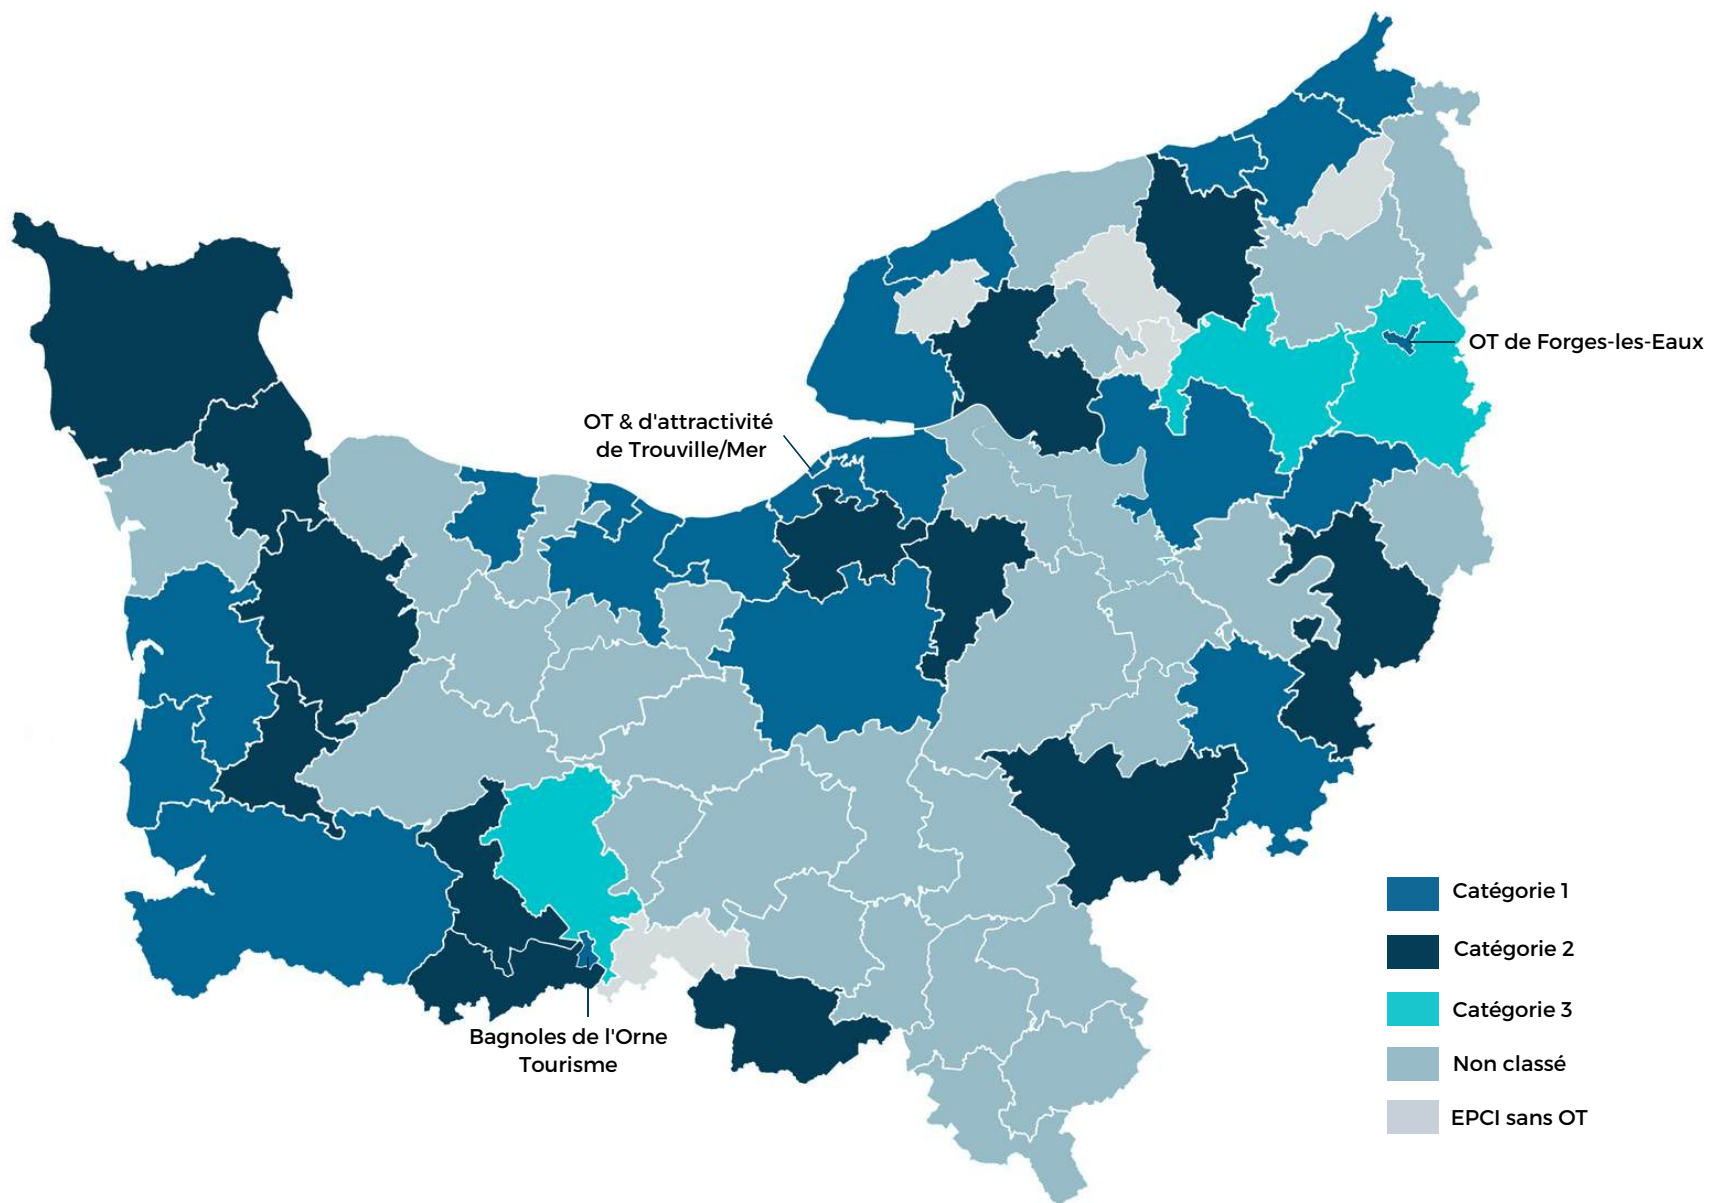 OT de Forges-les-Eaux
OT & d'attractivité
de Trouville/Mer
Catégorie 1
Catégorie 2
Catégorie 3
Non classé
EPCI sans OT
Bagnoles de l'Orne
Tourisme